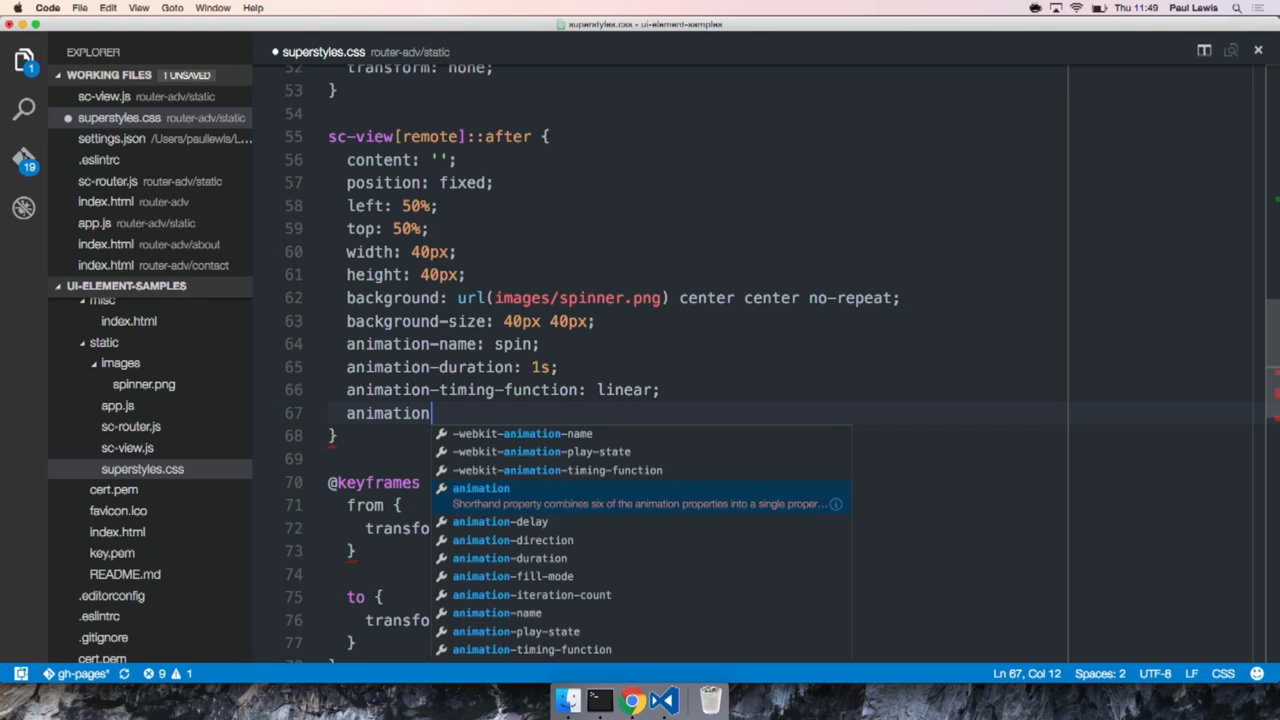 Code File Edit View Goto Window Help
Thu 11:49 Paul Lewis
superstyles.css - ui-element-samples
EXPLORER
superstyles.css router-adv/static
WORKING FILES 1 UNSAVED
sc-view.js router-adv/static
superstyles.css router-adv/static
settings.json /Users/paullewis/L...
.eslintrc
sc-router.js router-adv/static
index.html router-adv
app.js router-adv/static
index.html router-adv/about
index.html router-adv/contact
UI-ELEMENT-SAMPLES
misc
index.html
static
images
spinner.png
app.js
sc-router.js
sc-view.js
superstyles.css
cert.pem
favicon.ico
index.html
key.pem
README.md
.editorconfig
.eslintrc
.gitignore
cert.pem
1
19
52 transform: none;
53 }
54
55 sc-view[remote]::after {
56 content: '';
57 position: fixed;
58 left: 50%;
59 top: 50%;
60 width: 40px;
61 height: 40px;
62 background: url(images/spinner.png) center center no-repeat;
63 background-size: 40px 40px;
64 animation-name: spin;
65 animation-duration: 1s;
66 animation-timing-function: linear;
67 animation
68 }
69
70 @keyframes
71 from {
72 transfo
73 }
74
75 to {
76 transfo
77 }
-webkit-animation-name
-webkit-animation-play-state
-webkit-animation-timing-function
animation
Shorthand property combines six of the animation properties into a single proper...
animation-delay
animation-direction
animation-duration
animation-fill-mode
animation-iteration-count
animation-name
animation-play-state
animation-timing-function
gh-pages* 9 1 Ln 67, Col 12 Spaces: 2 UTF-8 LF CSS